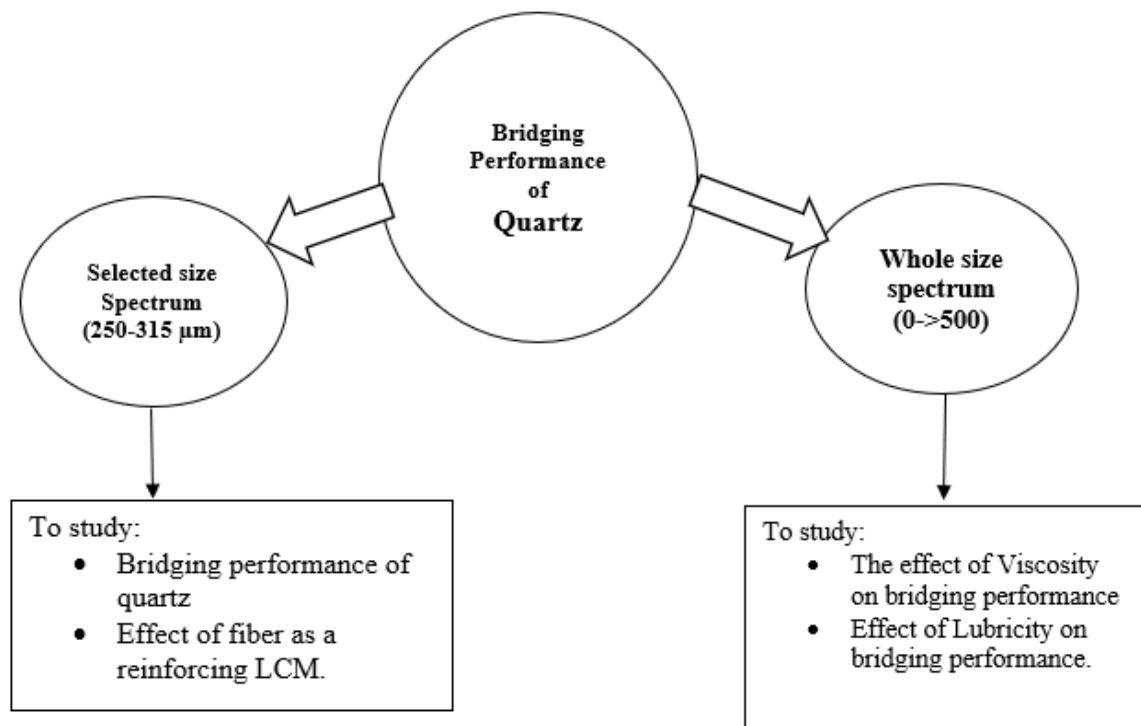 Bridging
Performance
of
Quartz
Selected size
Spectrum
(250-315 µm)
Whole size
spectrum
(0->500)
To study:
• Bridging performance of
quartz
• Effect of fiber as a
reinforcing LCM.
To study:
• The effect of Viscosity
on bridging performance
• Effect of Lubricity on
bridging performance.